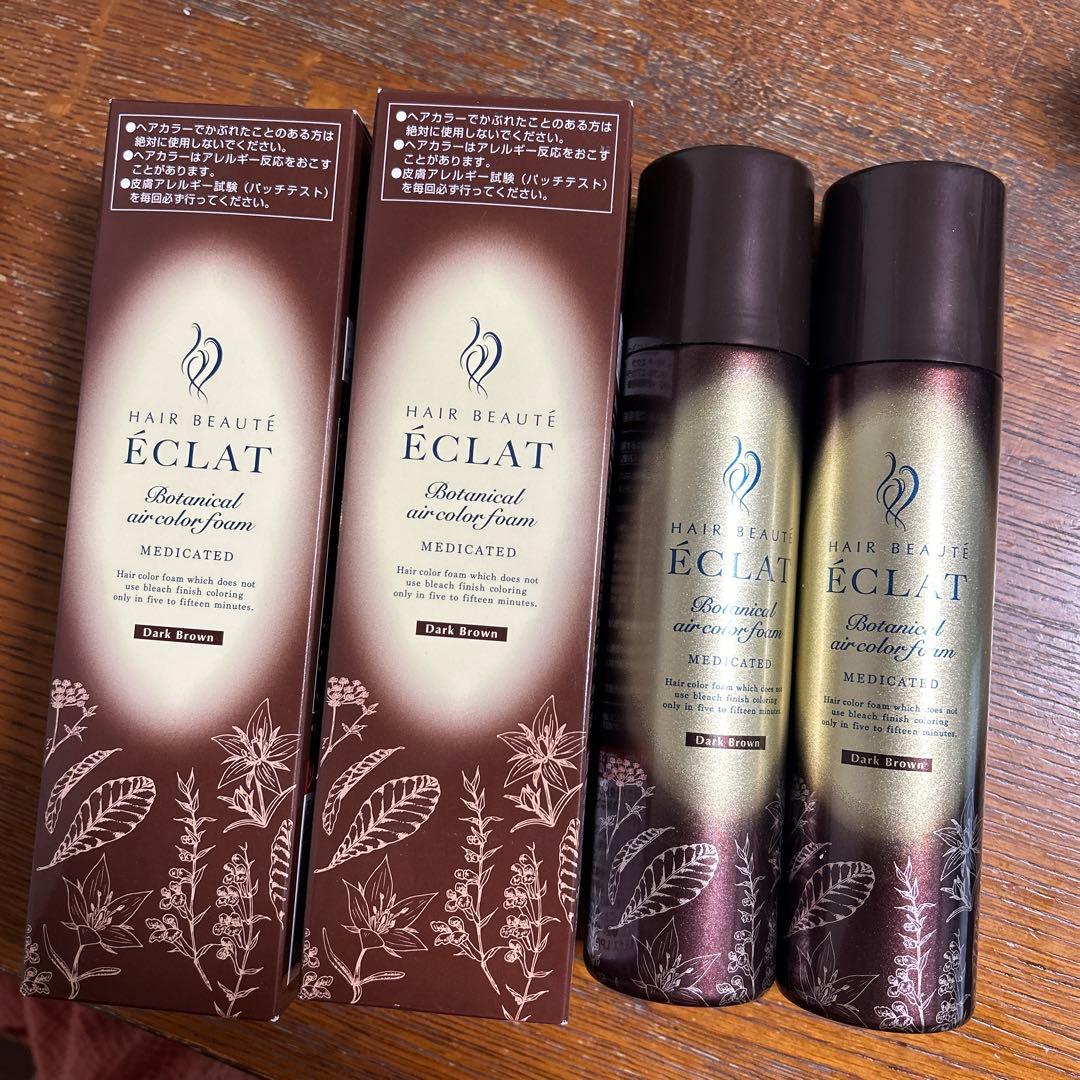 ●ヘアカラーでかぶれたことのある方は
絶対に使用しないでください。
●ヘアカラーはアレルギー反応をおこす
ことがあります。
●皮膚アレルギー試験(パッチテスト)
を毎回必ず行ってください。
HAIR BEAUTÉ
ÉCLAT
Botanical
air color foam
MEDICATED
Hair color foam which does not
use bleach finish coloring
only in five to fifteen minutes.
Dark Brown
●ヘアカラーでかぶれたことのある方は
絶対に使用しないでください。
●ヘアカラーはアレルギー反応をおこす
ことがあります。
●皮膚アレルギー試験(パッチテスト)
を毎回必ず行ってください。
HAIR BEAUTÉ
ÉCLAT
Botanical
air color foam
MEDICATED
Hair color foam which does not
use bleach finish coloring
only in five to fifteen minutes.
Dark Brown
HAIR BEAUTÉ
ÉCLAT
Botanical
air color foam
MEDICATED
Hair color foam which does not
use bleach finish coloring
only in five to fifteen minutes.
Dark Brown
HAIR BEAUTÉ
ÉCLAT
Botanical
air color foam
MEDICATED
Hair color foam which does not
use bleach finish coloring
only in five to fifteen minutes.
Dark Brown